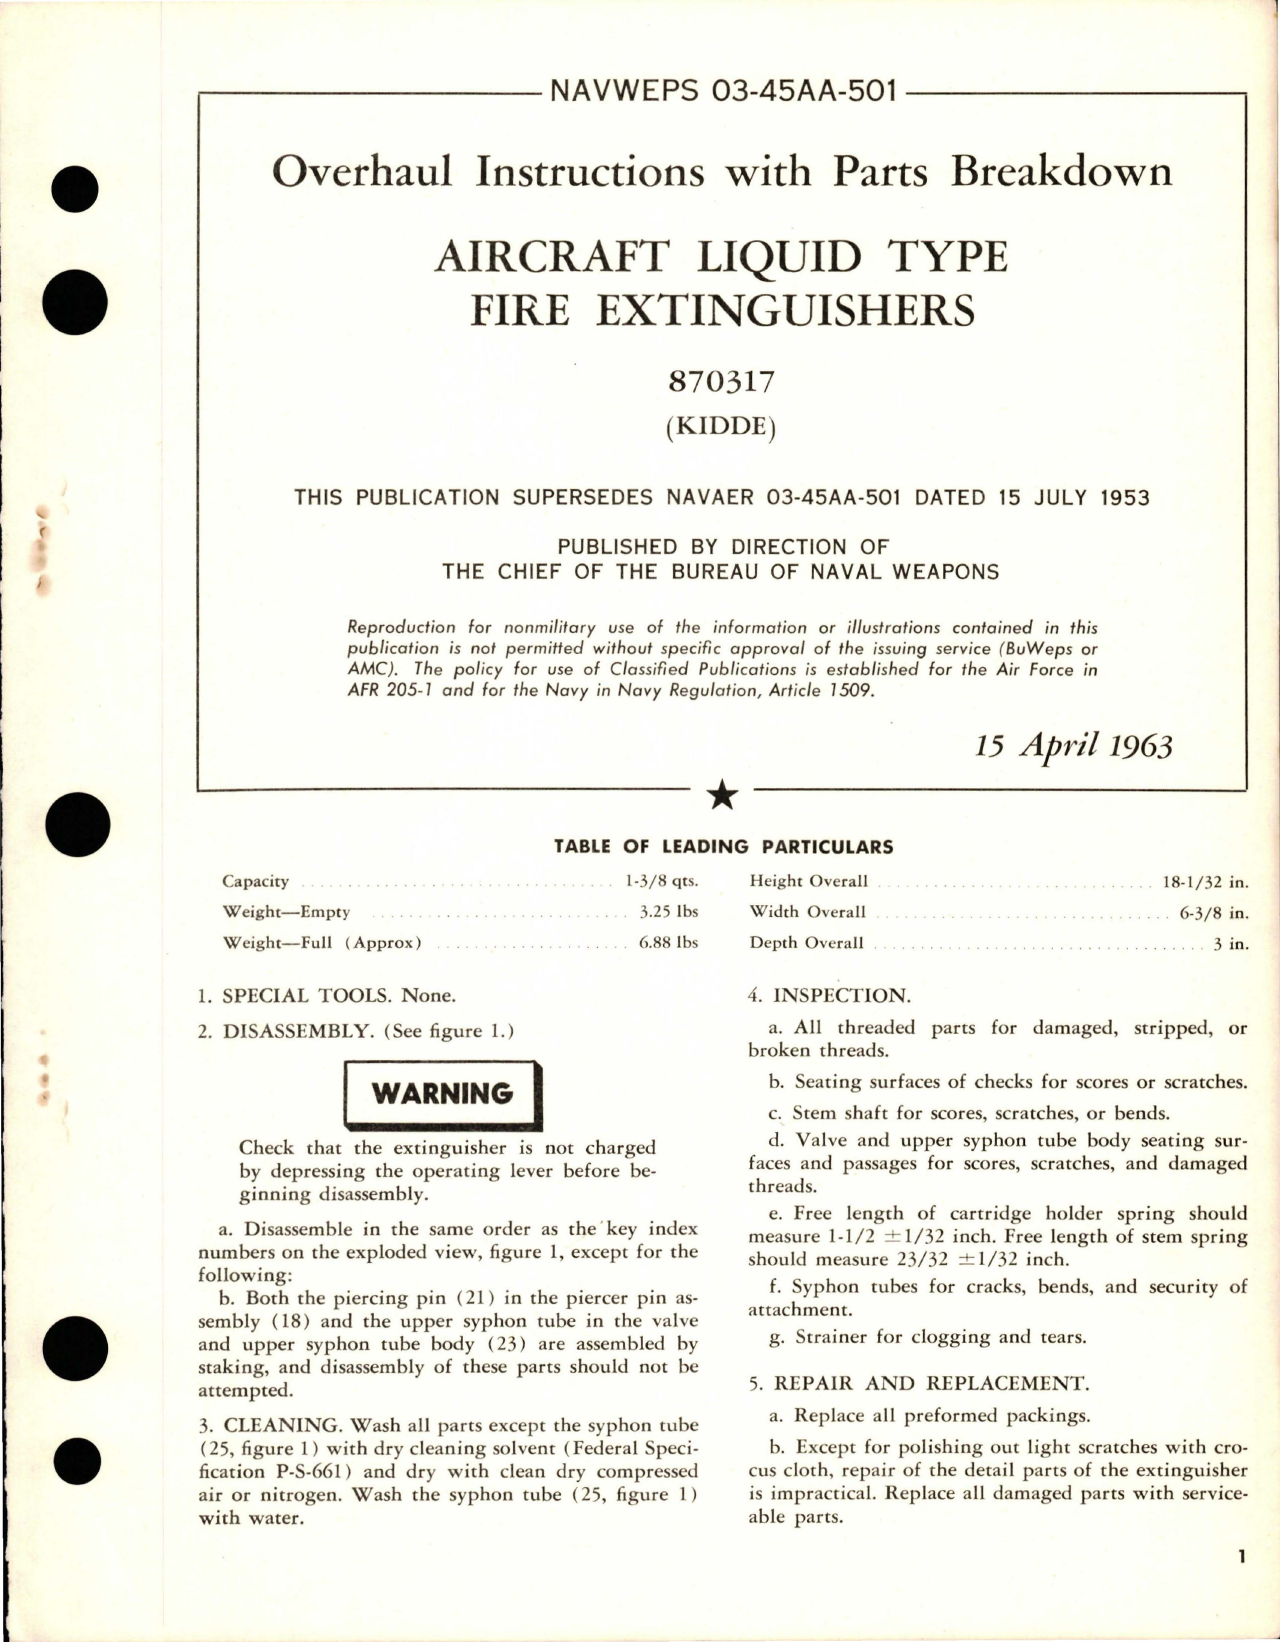 NAVWEPS 03-45AA-501
Overhaul Instructions with Parts Breakdown
AIRCRAFT LIQUID TYPE
FIRE EXTINGUISHERS
870317
(KIDDE)
THIS PUBLICATION SUPERSEDES NAVAER 03-45AA-501 DATED 15 JULY 1953
PUBLISHED BY DIRECTION OF
THE CHIEF OF THE BUREAU OF NAVAL WEAPONS
Reproduction for nonmilitary use of the information or illustrations contained in this
publication is not permitted without specific approval of the issuing service (BuWeps or
AMC). The policy for use of Classified Publications is established for the Air Force in
AFR 205-1 and for the Navy in Navy Regulation, Article 1509.
15 April 1963
TABLE OF LEADING PARTICULARS
Capacity 1-3/8 qts.
Weight—Empty 3.25 lbs
Weight—Full (Approx) 6.88 lbs
Height Overall 18-1/32 in.
Width Overall 6-3/8 in.
Depth Overall 3 in.
1. SPECIAL TOOLS. None.
2. DISASSEMBLY. (See figure 1.)
WARNING
Check that the extinguisher is not charged
by depressing the operating lever before be-
ginning disassembly.
a. Disassemble in the same order as the key index
numbers on the exploded view, figure 1, except for the
following:
b. Both the piercing pin (21) in the piercer pin as-
sembly (18) and the upper syphon tube in the valve
and upper syphon tube body (23) are assembled by
staking, and disassembly of these parts should not be
attempted.
3. CLEANING. Wash all parts except the syphon tube
(25, figure 1) with dry cleaning solvent (Federal Speci-
fication P-S-661) and dry with clean dry compressed
air or nitrogen. Wash the syphon tube (25, figure 1)
with water.
4. INSPECTION.
a. All threaded parts for damaged, stripped, or
broken threads.
b. Seating surfaces of checks for scores or scratches.
c. Stem shaft for scores, scratches, or bends.
d. Valve and upper syphon tube body seating sur-
faces and passages for scores, scratches, and damaged
threads.
e. Free length of cartridge holder spring should
measure 1-1/2 ±1/32 inch. Free length of stem spring
should measure 23/32 ±1/32 inch.
f. Syphon tubes for cracks, bends, and security of
attachment.
g. Strainer for clogging and tears.
5. REPAIR AND REPLACEMENT.
a. Replace all preformed packings.
b. Except for polishing out light scratches with cro-
cus cloth, repair of the detail parts of the extinguisher
is impractical. Replace all damaged parts with service-
able parts.
1